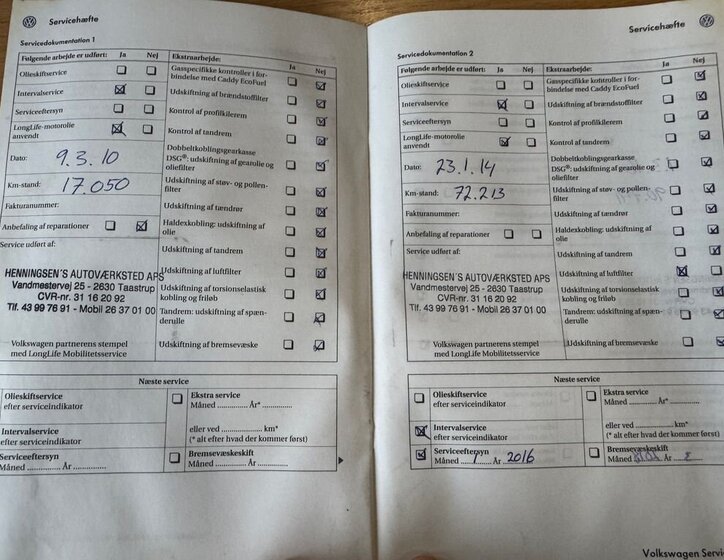 Servicehæfte
Servicedokumentation 1
Følgende arbejde er udført: Ja Nej
Olieskiftservice
Intervalservice
Serviceeftersyn
LongLife-motorolie
anvendt
Dato: 9.3.10
Km-stand: 17.050
Fakturanummer:
Anbefaling af reparationer
Service udført af:
HENNINGSEN'S AUTOVÆRKSTED APS
Vandmestervej 25 - 2630 Taastrup
CVR-nr. 31 16 20 92
Tlf. 43 99 76 91 - Mobil 26 37 01 00
Volkswagen partnerens stempel
med LongLife Mobilitetsservice
Ekstraarbejde: Ja Nej
Gasspecifikke kontroller i for-
bindelse med Caddy EcoFuel
Udskiftning af brændstoffilter
Kontrol af profilkilerem
Kontrol af tandrem
Dobbeltkoblingsgearkasse
DSG®: udskiftning af gearolie og
oliefilter
Udskiftning af støv- og pollen-
filter
Udskiftning af tændrør
Haldexkobling: udskiftning af
olie
Udskiftning af tandrem
Udskiftning af luftfilter
Udskiftning af torsionselastisk
kobling og friløb
Tandrem: udskiftning af spæn-
derulle
Udskiftning af bremsevæske
Næste service
Olieskiftservice
efter serviceindikator
Intervalservice
efter serviceindikator
Serviceeftersyn
Måned ............ År ............
Ekstra service
Måned ............ År* ............
eller ved ............ km*
(* alt efter hvad der kommer først)
Bremsevæskeskift
Måned ............ År ............
Servicehæfte
Servicedokumentation 2
Følgende arbejde er udført: Ja Nej
Olieskiftservice
Intervalservice
Serviceeftersyn
LongLife-motorolie
anvendt
Dato: 23.1.14
Km-stand: 72.213
Fakturanummer:
Anbefaling af reparationer
Service udført af:
HENNINGSEN'S AUTOVÆRKSTED APS
Vandmestervej 25 - 2630 Taastrup
CVR-nr. 31 16 20 92
Tlf. 43 99 76 91 - Mobil 26 37 01 00
Volkswagen partnerens stempel
med LongLife Mobilitetsservice
Ekstraarbejde: Ja Nej
Gasspecifikke kontroller i for-
bindelse med Caddy EcoFuel
Udskiftning af brændstoffilter
Kontrol af profilkilerem
Kontrol af tandrem
Dobbeltkoblingsgearkasse
DSG®: udskiftning af gearolie og
oliefilter
Udskiftning af støv- og pollen-
filter
Udskiftning af tændrør
Haldexkobling: udskiftning af
olie
Udskiftning af tandrem
Udskiftning af luftfilter
Udskiftning af torsionselastisk
kobling og friløb
Tandrem: udskiftning af spæn-
derulle
Udskiftning af bremsevæske
Næste service
Olieskiftservice
efter serviceindikator
Intervalservice
efter serviceindikator
Serviceeftersyn
Måned 1 År 2016
Ekstra service
Måned ............ År* ............
eller ved ............ km*
(* alt efter hvad der kommer først)
Bremsevæskeskift
Måned År
Volkswagen Servi